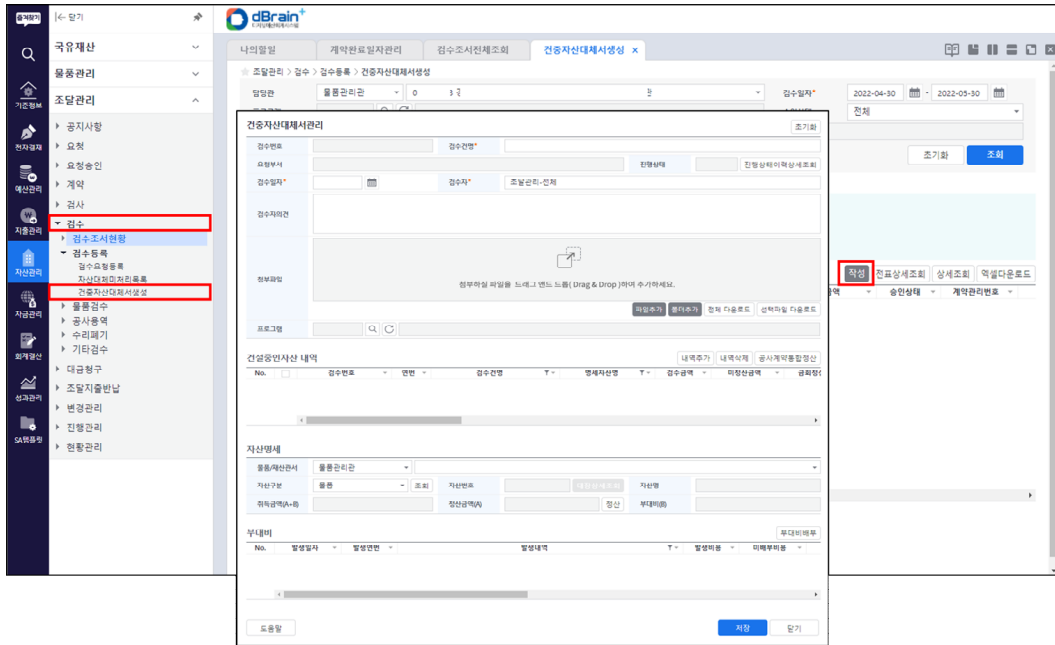 즐겨찾기
|← 닫기
dBrain+
국유재산
물품관리
조달관리
기준정보
전자결재
예산관리
지출관리
자산관리
자금관리
회계결산
성과관리
SA템플릿
공지사항
요청
요청승인
계약
검사
검수
검수조서현황
검수등록
검수요청등록
자산대체미처리목록
건중자산대체서생성
물품검수
공사용역
수리폐기
기타검수
대금청구
조달지출반납
변경관리
진행관리
현황관리
나의할일 계약완료일자관리 검수조서전체조회 건중자산대체서생성 ×
조달관리 > 검수 > 검수등록 > 건중자산대체서생성
담당관 물품관리관 0 검수일자* 2022-04-30 - 2022-05-30
전체
초기화 조회
작성 전표상세조회 상세조회 엑셀다운로드
승인상태 계약관리번호
건중자산대체서관리 초기화
검수번호 검수건명*
요청부서 진행상태 진행상태이력상세조회
검수일자* 검수자* 조달관리-전체
검수자의견
첨부파일
첨부하실 파일을 드래그 앤드 드롭( Drag & Drop )하여 추가하세요.
파일추가 폴더추가 전체 다운로드 선택파일 다운로드
프로그램
건설중인자산 내역 내역추가 내역삭제 공사계약통합정산
No. 검수번호 연번 검수건명 명세자산명 검수금액 미정산금액 금회정산
자산명세
물품/재산관서 물품관리관
자산구분 물품 조회 자산번호 자산명
취득금액(A+B) 정산금액(A) 정산 부대비(B)
부대비 부대비배부
No. 발생일자 발생연번 발생내역 발생비용 미배부비용
도움말 저장 닫기